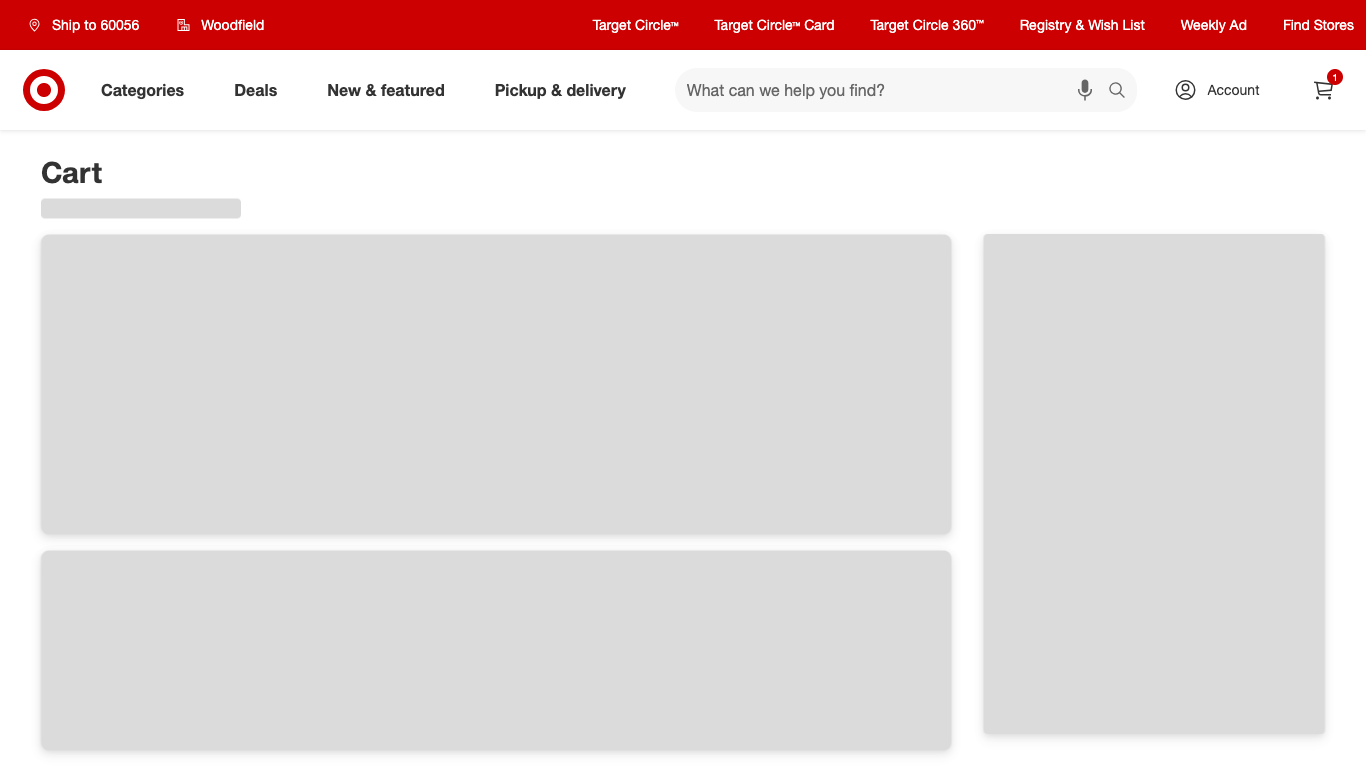 Ship to 60056
Woodfield
Target Circle™
Target Circle™ Card
Target Circle 360™
Registry & Wish List
Weekly Ad
Find Stores
Categories
Deals
New & featured
Pickup & delivery
What can we help you find?
Account
1
Cart